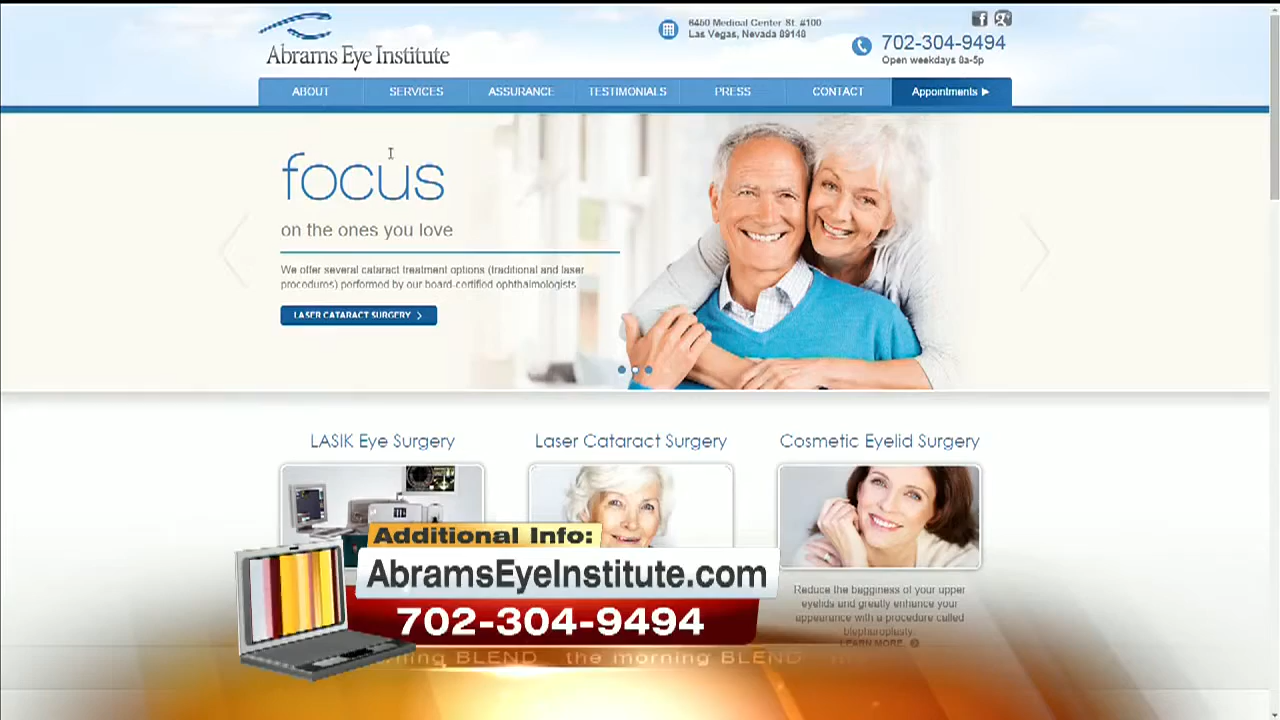 Abrams Eye Institute
6450 Medical Center St. #100
Las Vegas, Nevada 89148
702-304-9494
Open weekdays 8a-5p
ABOUT
SERVICES
ASSURANCE
TESTIMONIALS
PRESS
CONTACT
Appointments
focus
on the ones you love
We offer several cataract treatment options (traditional and laser
procedures) performed by our board-certified ophthalmologists
LASER CATARACT SURGERY
LASIK Eye Surgery
Laser Cataract Surgery
Cosmetic Eyelid Surgery
Reduce the bagginess of your upper
eyelids and greatly enhance your
appearance with a procedure called
blepharoplasty.
LEARN MORE
Additional Info:
AbramsEyeInstitute.com
702-304-9494
BLEND the morning BLEND